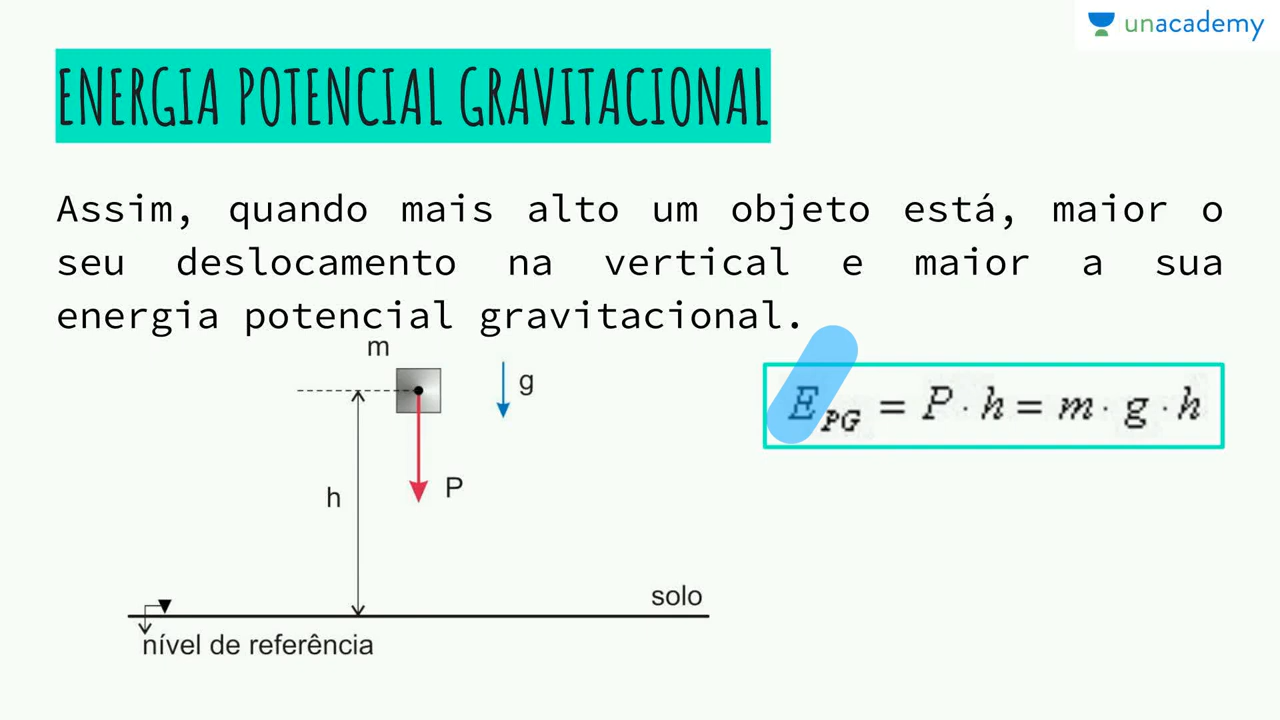 unacademy
ENERGIA POTENCIAL GRAVITACIONAL
Assim, quando mais alto um objeto está, maior o
seu deslocamento na vertical e maior a sua
energia potencial gravitacional.
m
g
E_PG = P · h = m · g · h
h
P
solo
nível de referência